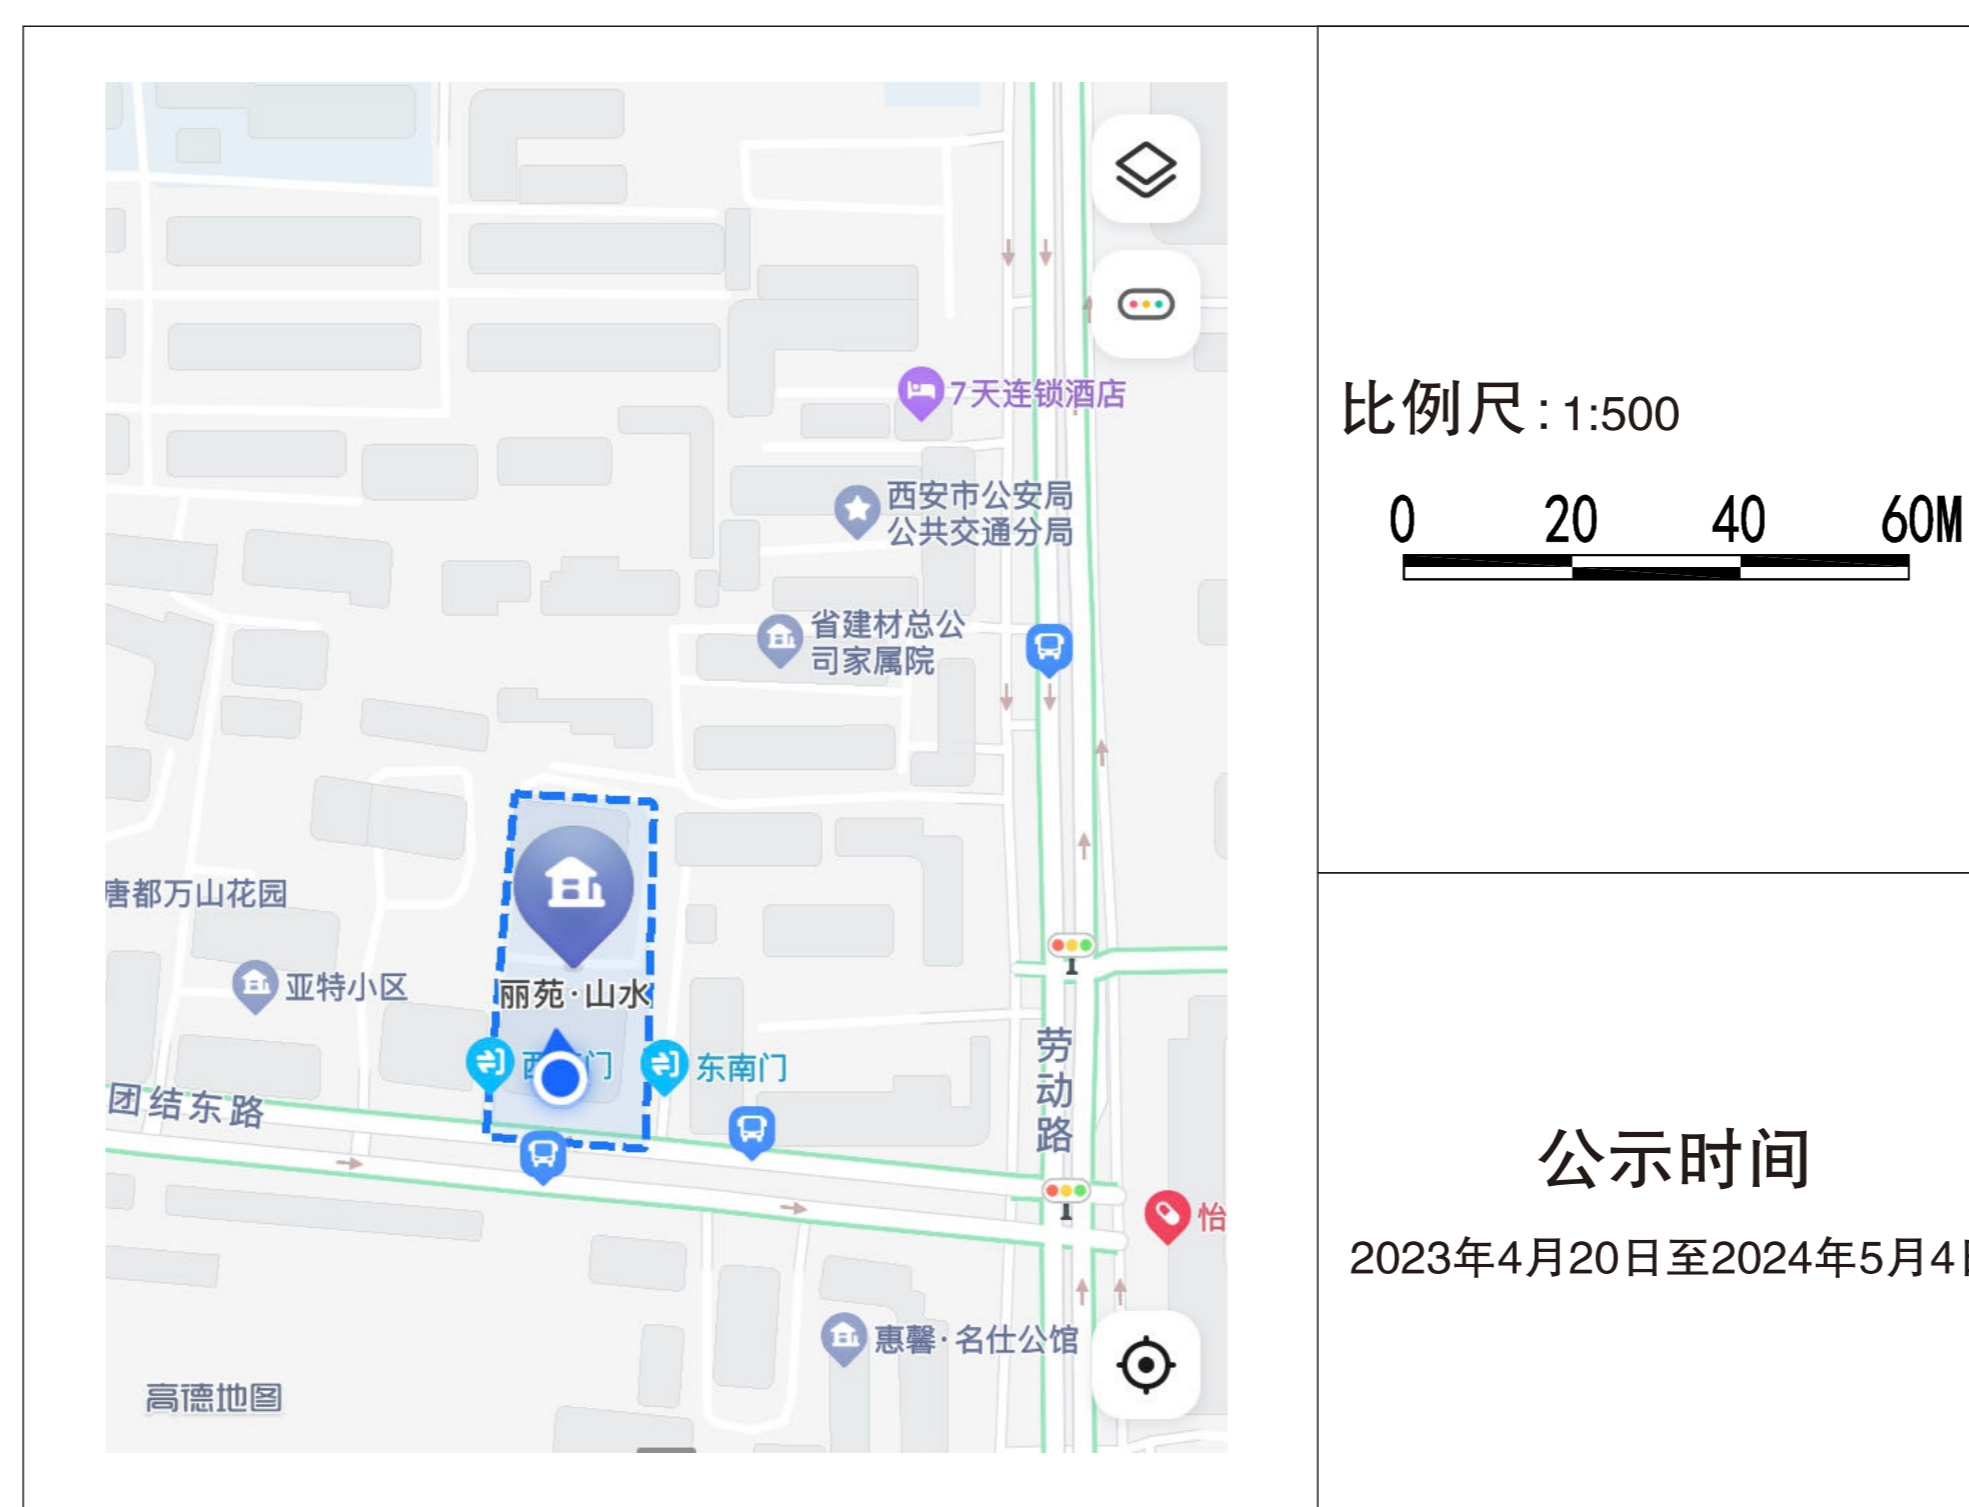 7天连锁酒店
西安市公安局
公共交通分局
省建材总公
司家属院
唐都万山花园
亚特小区
丽苑·山水
门
东南门
团结东路
劳动路
怡
惠馨·名仕公馆
高德地图
比例尺:1:500
0 20 40 60M
公示时间
2023年4月20日至2024年5月4日